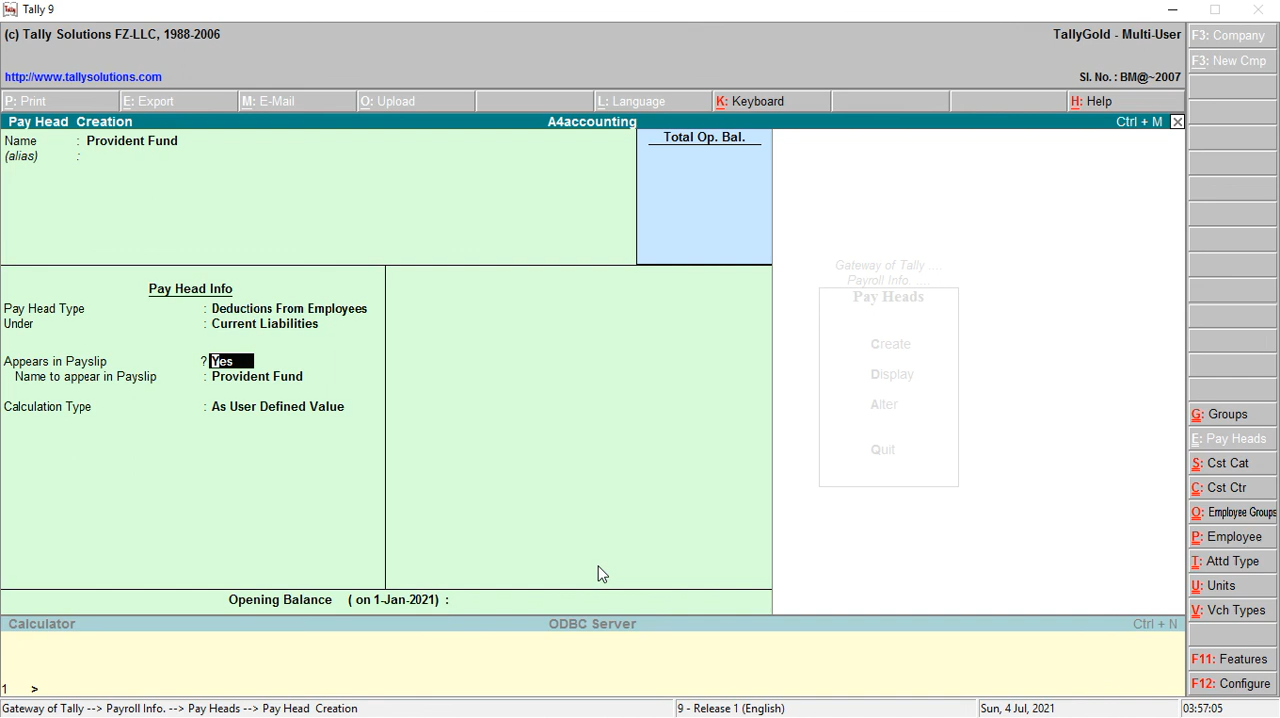 Tally 9
(c) Tally Solutions FZ-LLC, 1988-2006
TallyGold - Multi-User
http://www.tallysolutions.com
Sl. No. : BM@~2007
P: Print
E: Export
M: E-Mail
O: Upload
L: Language
K: Keyboard
H: Help
Pay Head Creation
A4accounting
Ctrl + M
Name : Provident Fund
(alias) :
Total Op. Bal.
Pay Head Info
Pay Head Type : Deductions From Employees
Under : Current Liabilities
Appears in Payslip ? Yes
Name to appear in Payslip : Provident Fund
Calculation Type : As User Defined Value
Opening Balance ( on 1-Jan-2021) :
Gateway of Tally ....
Payroll Info. ....
Pay Heads
Create
Display
Alter
Quit
F3: Company
F3: New Cmp
G: Groups
E: Pay Heads
S: Cst Cat
C: Cst Ctr
O: Employee Groups
P: Employee
T: Attd Type
U: Units
V: Vch Types
F11: Features
F12: Configure
Calculator
ODBC Server
Ctrl + N
1 >
Gateway of Tally --> Payroll Info. --> Pay Heads --> Pay Head Creation
9 - Release 1 (English)
Sun, 4 Jul, 2021
03:57:05